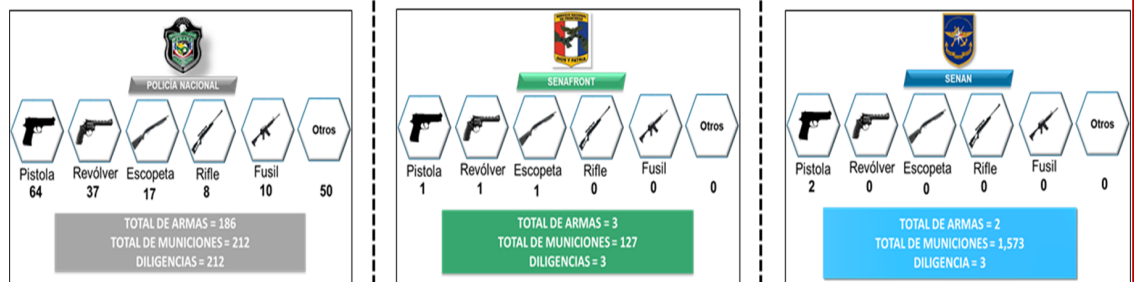 POLICÍA NACIONAL
Otros
Pistola Revólver Escopeta Rifle Fusil
64 37 17 8 10 50
TOTAL DE ARMAS = 186
TOTAL DE MUNICIONES = 212
DILIGENCIAS = 212
DIOS Y PATRIA
SENAFRONT
Otros
Pistola Revólver Escopeta Rifle Fusil
1 1 1 0 0 0
TOTAL DE ARMAS = 3
TOTAL DE MUNICIONES = 127
DILIGENCIAS = 3
SENAN
Otros
Pistola Revólver Escopeta Rifle Fusil
2 0 0 0 0 0
TOTAL DE ARMAS = 2
TOTAL DE MUNICIONES = 1,573
DILIGENCIA = 3